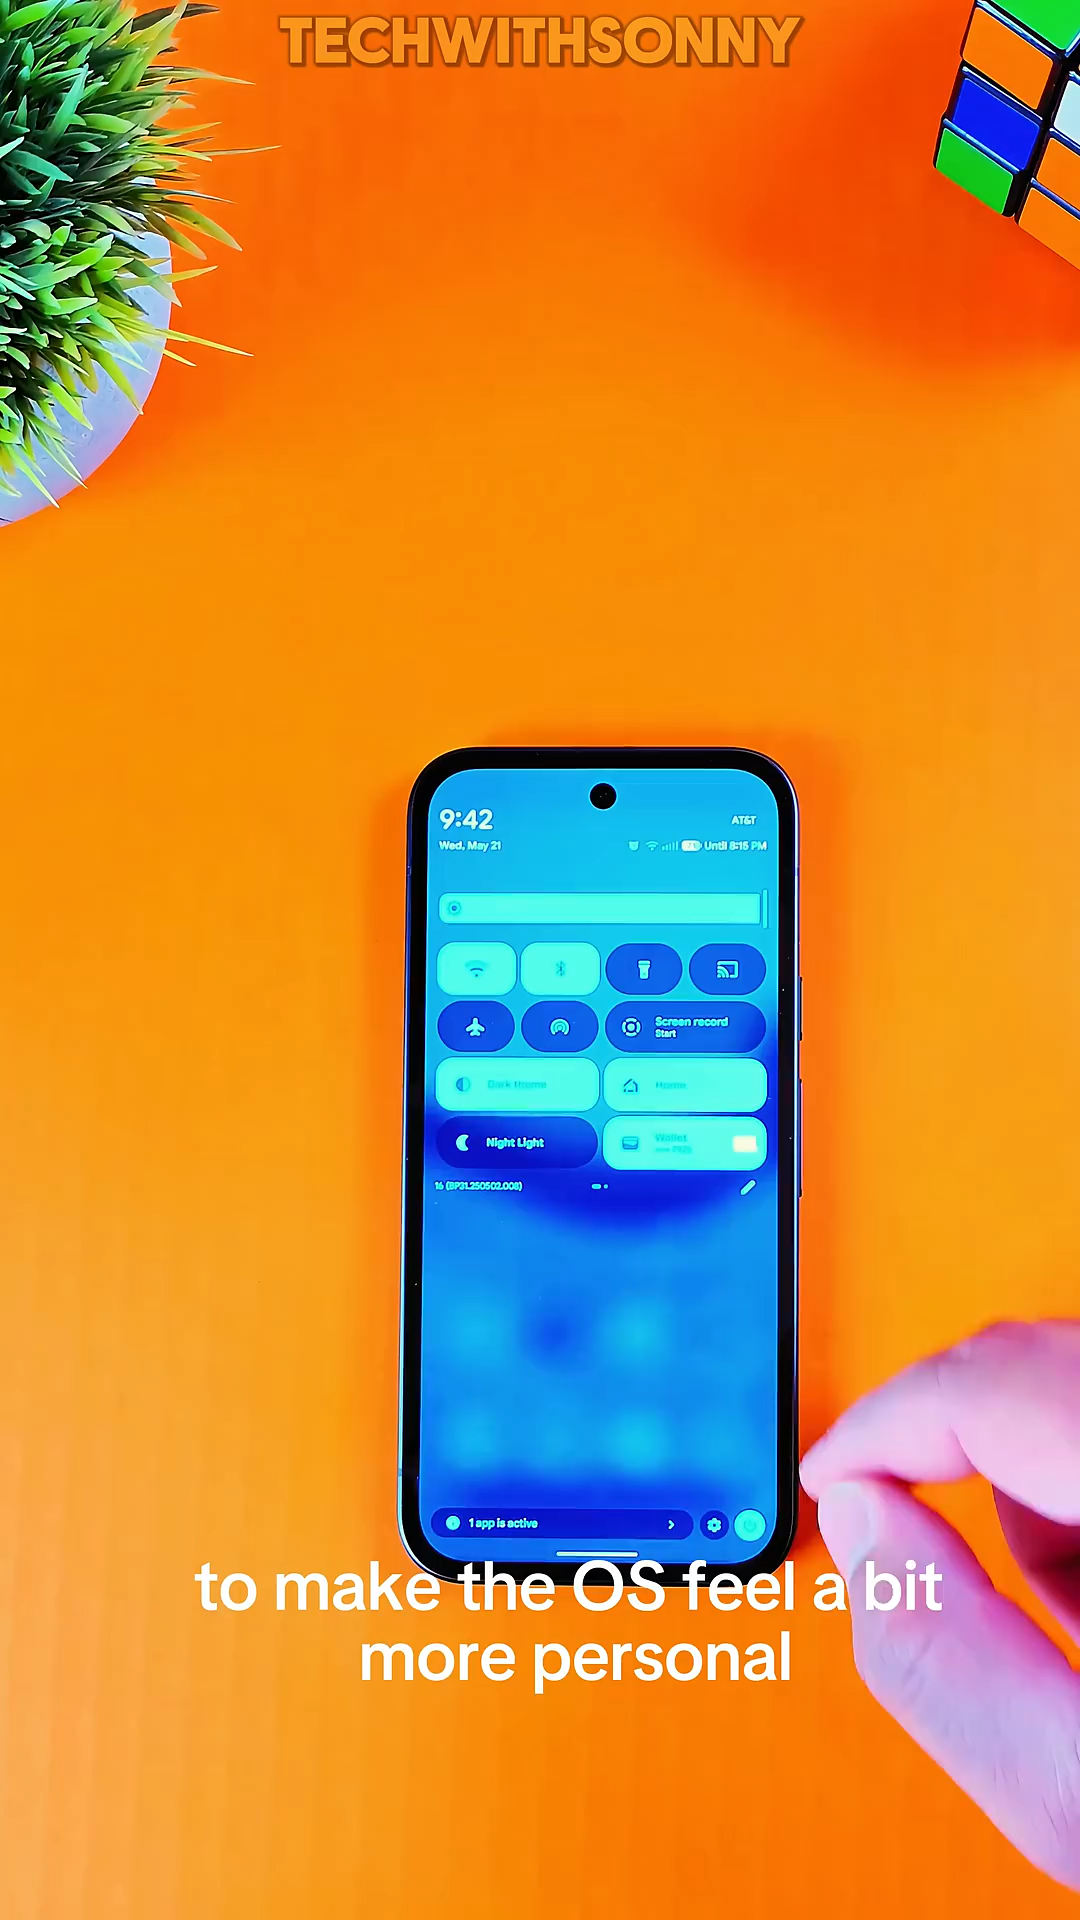 TECHWITHSONNY
9:42
AT&T
Wed, May 21
Until 8:15 PM
Screen record
Start
Dark theme
Home
Night Light
Wallet
16 (BP31.250502.008)
1 app is active
to make the OS feel a bit
more personal